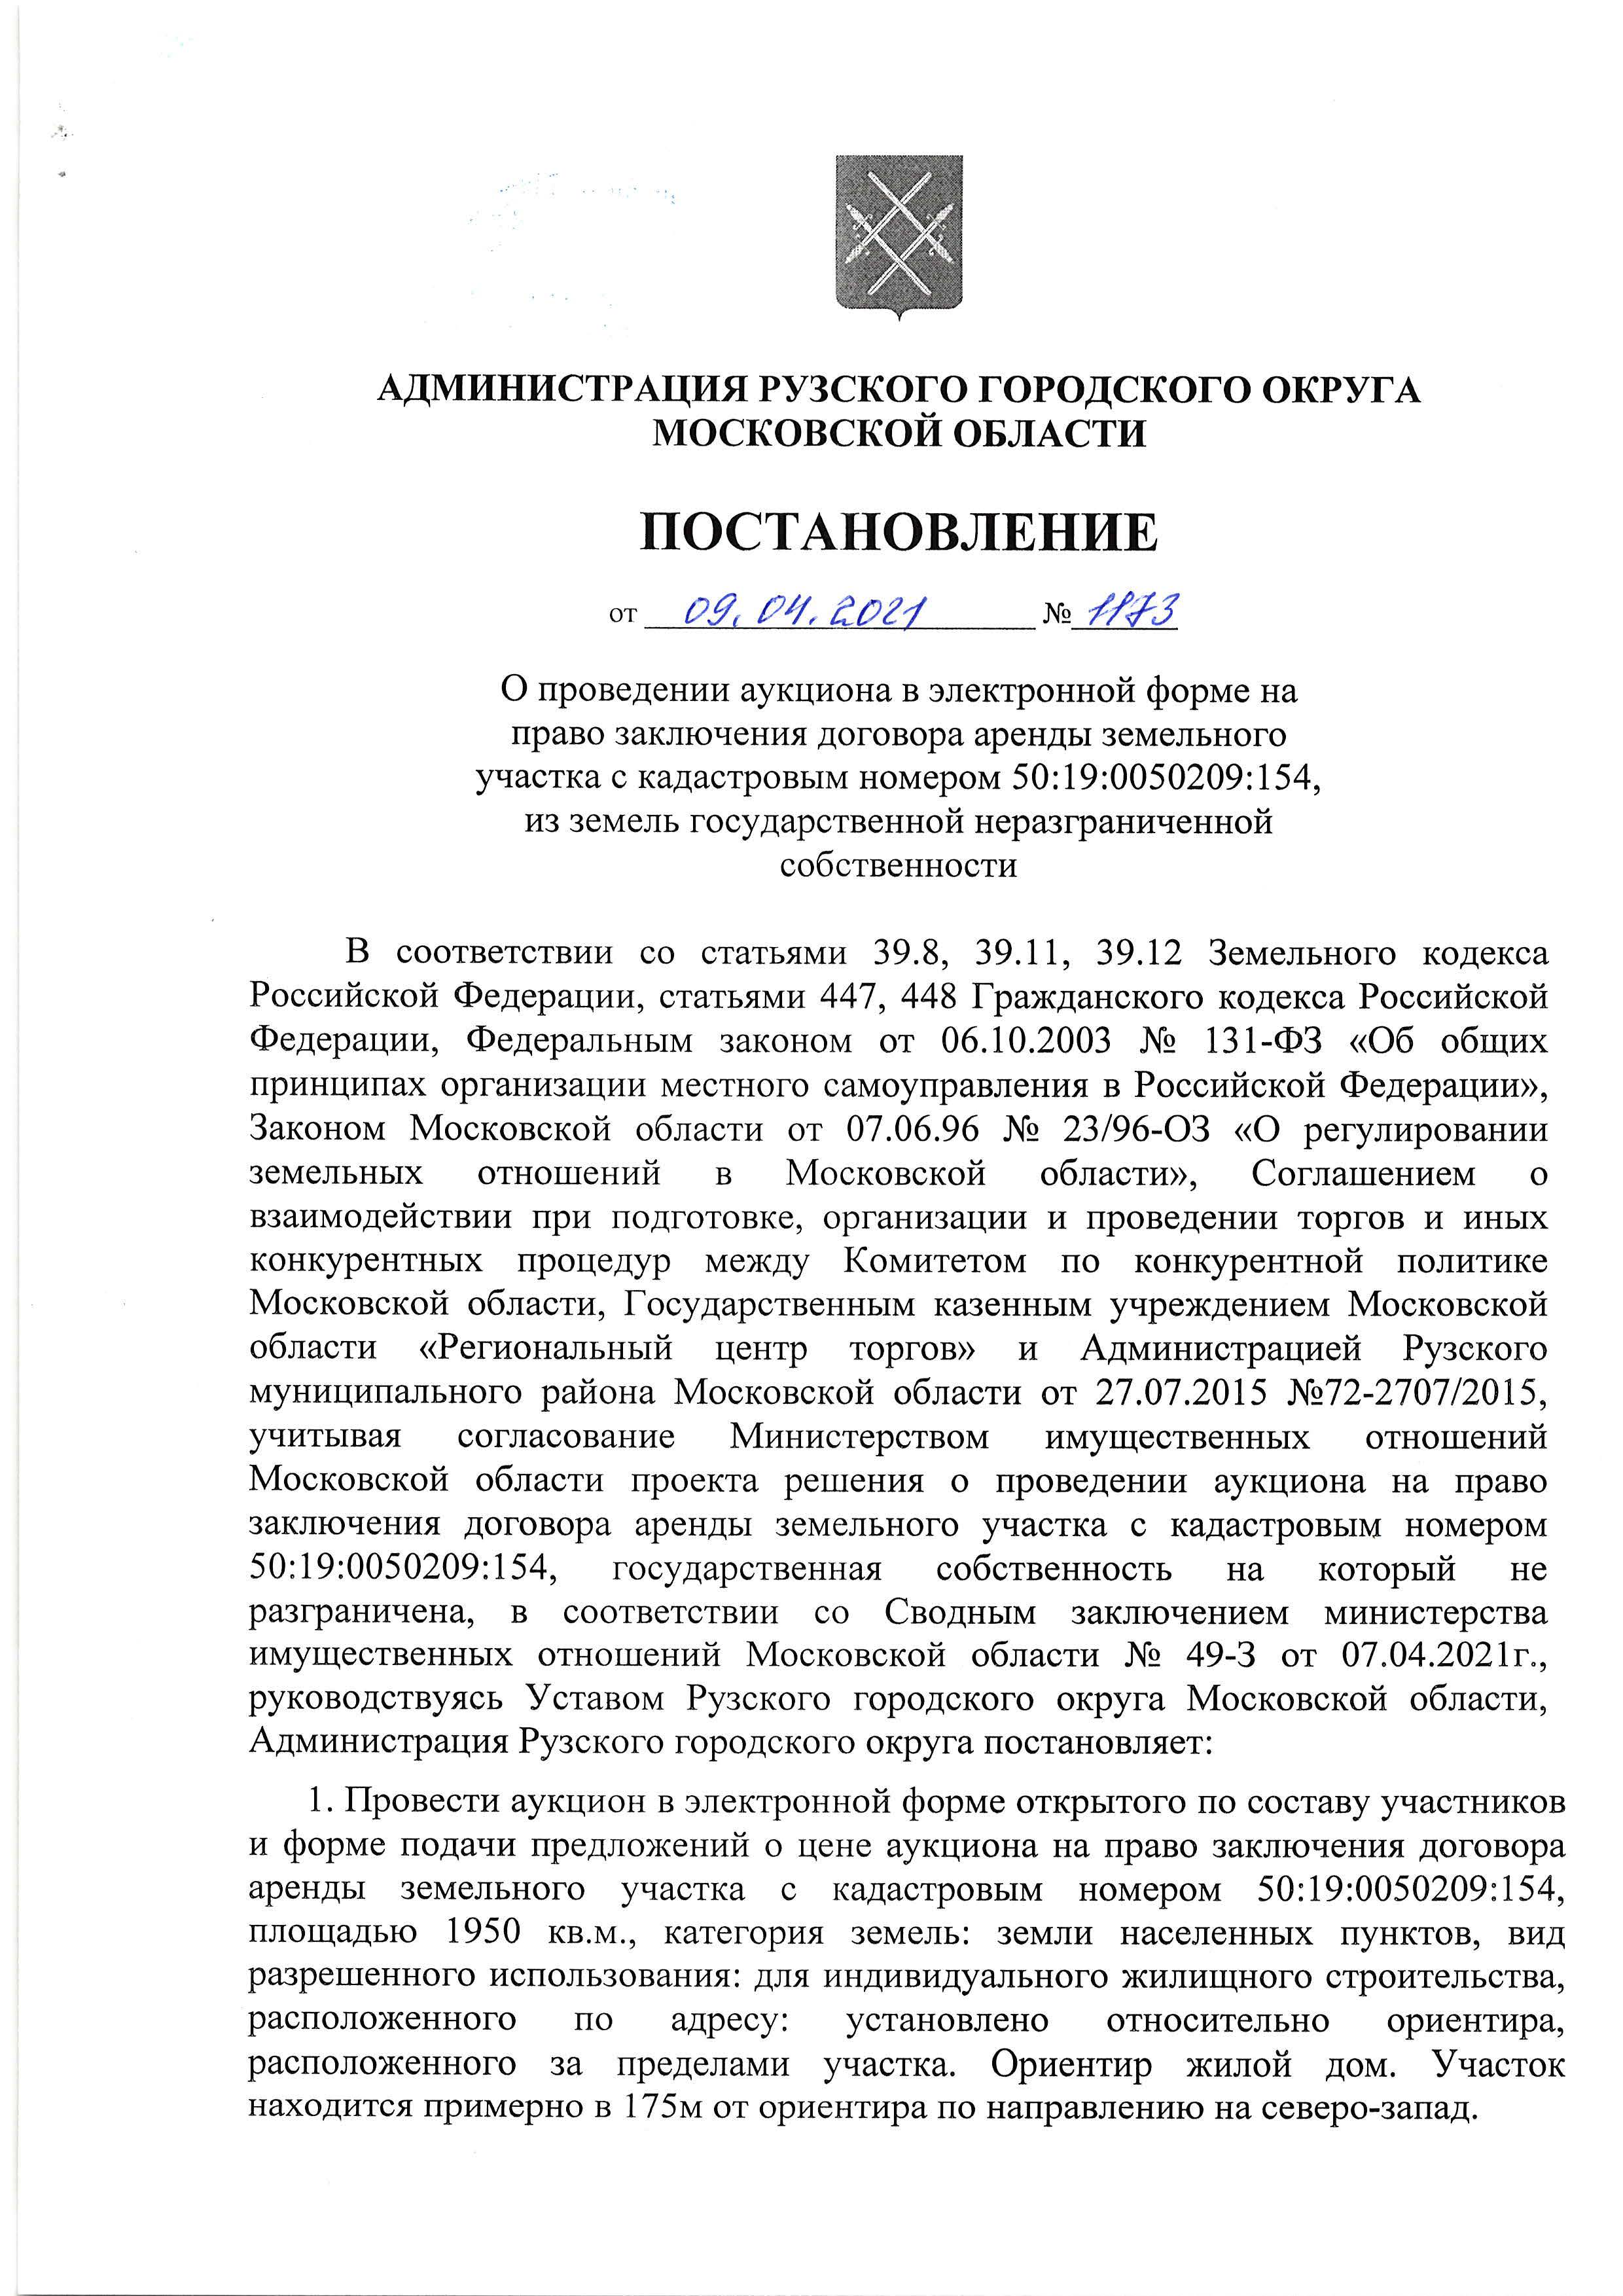 АДМИНИСТРАЦИЯ РУЗСКОГО ГОРОДСКОГО ОКРУГА
МОСКОВСКОЙ ОБЛАСТИ
ПОСТАНОВЛЕНИЕ
от 09.04.2021 № 1173
О проведении аукциона в электронной форме на
право заключения договора аренды земельного
участка с кадастровым номером 50:19:0050209:154,
из земель государственной неразграниченной
собственности
В соответствии со статьями 39.8, 39.11, 39.12 Земельного кодекса
Российской Федерации, статьями 447, 448 Гражданского кодекса Российской
Федерации, Федеральным законом от 06.10.2003 № 131-ФЗ «Об общих
принципах организации местного самоуправления в Российской Федерации»,
Законом Московской области от 07.06.96 № 23/96-ОЗ «О регулировании
земельных отношений в Московской области», Соглашением о
взаимодействии при подготовке, организации и проведении торгов и иных
конкурентных процедур между Комитетом по конкурентной политике
Московской области, Государственным казенным учреждением Московской
области «Региональный центр торгов» и Администрацией Рузского
муниципального района Московской области от 27.07.2015 №72-2707/2015,
учитывая согласование Министерством имущественных отношений
Московской области проекта решения о проведении аукциона на право
заключения договора аренды земельного участка с кадастровым номером
50:19:0050209:154, государственная собственность на который не
разграничена, в соответствии со Сводным заключением министерства
имущественных отношений Московской области № 49-З от 07.04.2021г.,
руководствуясь Уставом Рузского городского округа Московской области,
Администрация Рузского городского округа постановляет:
1. Провести аукцион в электронной форме открытого по составу участников
и форме подачи предложений о цене аукциона на право заключения договора
аренды земельного участка с кадастровым номером 50:19:0050209:154,
площадью 1950 кв.м., категория земель: земли населенных пунктов, вид
разрешенного использования: для индивидуального жилищного строительства,
расположенного по адресу: установлено относительно ориентира,
расположенного за пределами участка. Ориентир жилой дом. Участок
находится примерно в 175м от ориентира по направлению на северо-запад.